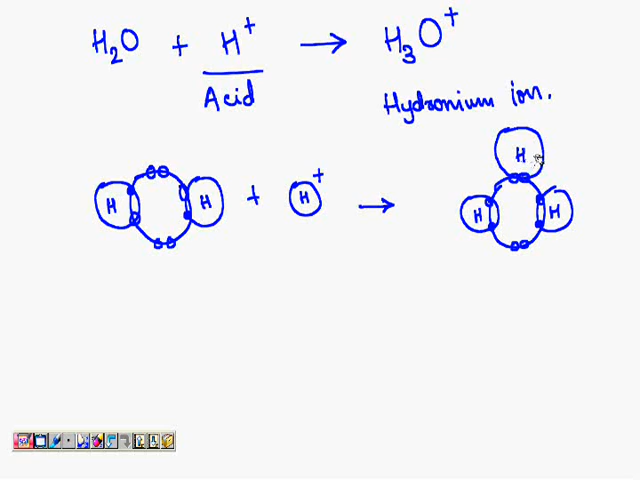 H₂O + H⁺ → H₃O⁺
Acid
Hydronium ion.
H
H H + H⁺ → H H